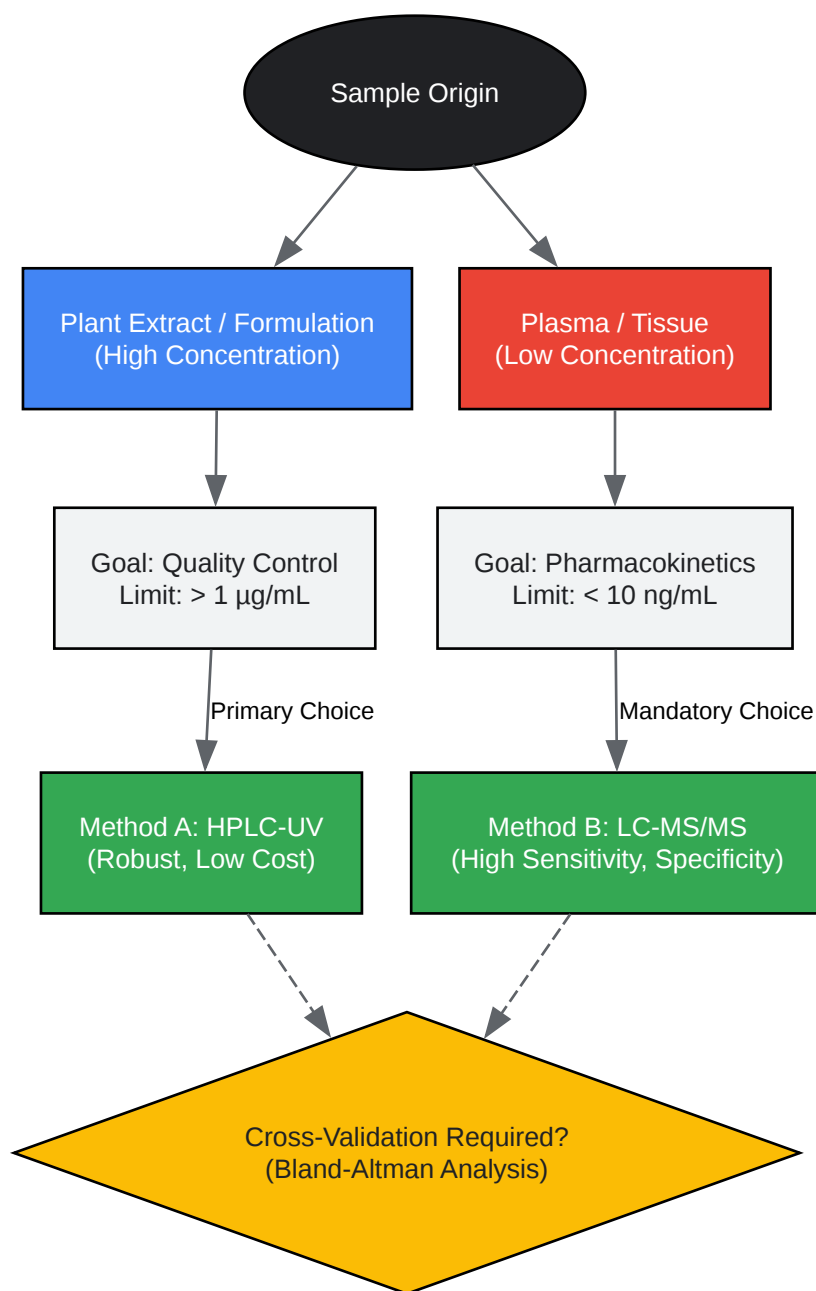 Sample Origin
Plant Extract / Formulation
(High Concentration)
Plasma / Tissue
(Low Concentration)
Goal: Quality Control
Limit: > 1 µg/mL
Goal: Pharmacokinetics
Limit: < 10 ng/mL
Primary Choice
Mandatory Choice
Method A: HPLC-UV
(Robust, Low Cost)
Method B: LC-MS/MS
(High Sensitivity, Specificity)
Cross-Validation Required?
(Bland-Altman Analysis)